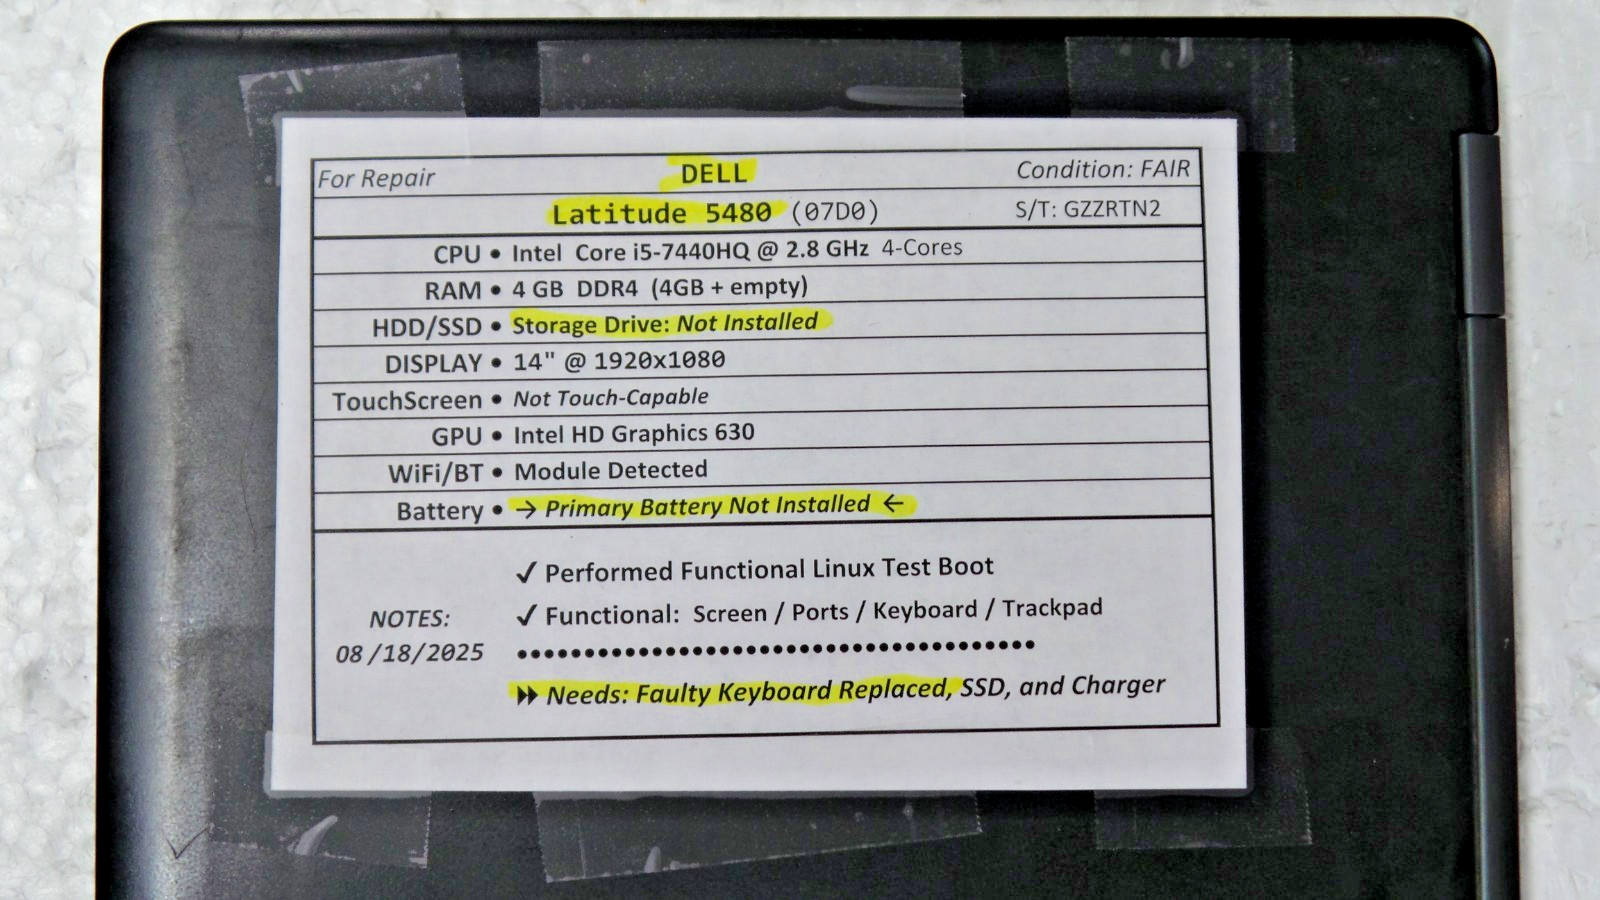 For Repair DELL Condition: FAIR
Latitude 5480 (07D0) S/T: GZZRTN2
CPU • Intel Core i5-7440HQ @ 2.8 GHz 4-Cores
RAM • 4 GB DDR4 (4GB + empty)
HDD/SSD • Storage Drive: Not Installed
DISPLAY • 14" @ 1920x1080
TouchScreen • Not Touch-Capable
GPU • Intel HD Graphics 630
WiFi/BT • Module Detected
Battery • → Primary Battery Not Installed ←
✓ Performed Functional Linux Test Boot
NOTES: ✓ Functional: Screen / Ports / Keyboard / Trackpad
08/18/2025 ••••••••••••••••••••••••••••••••••••••
⏩ Needs: Faulty Keyboard Replaced, SSD, and Charger